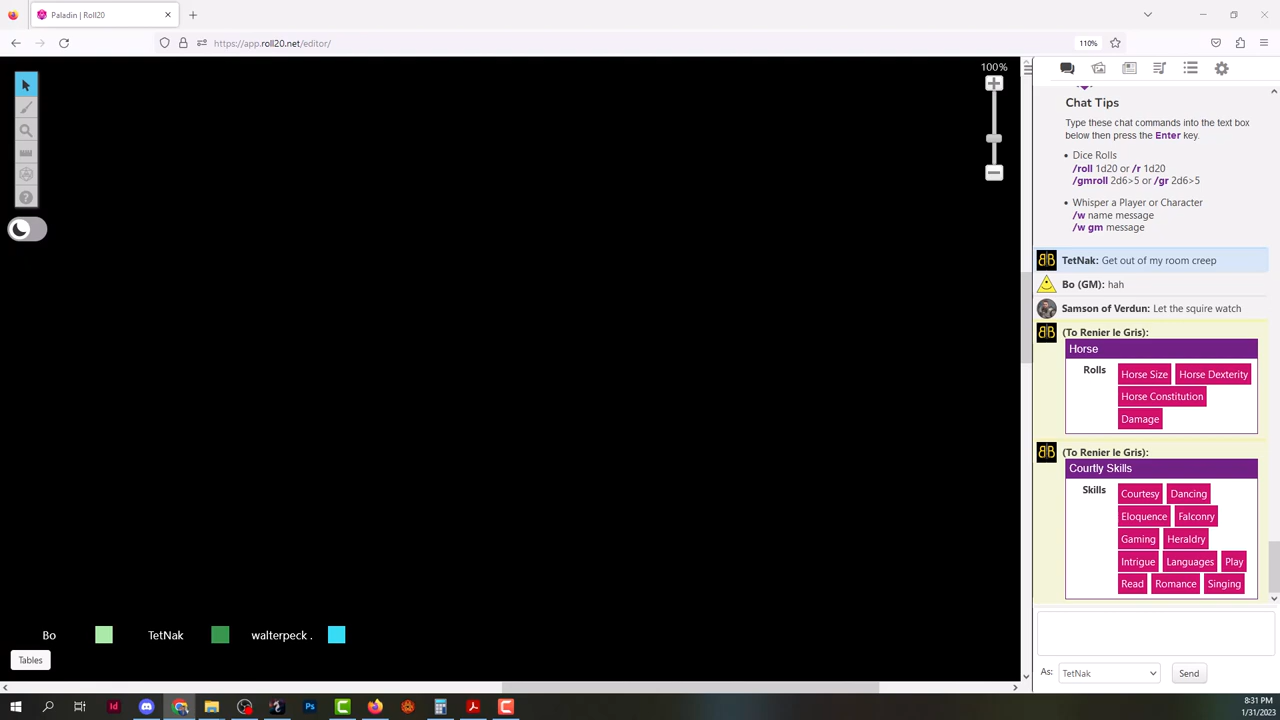 Paladin | Roll20
https://app.roll20.net/editor/
110%
100%
Chat Tips
Type these chat commands into the text box
below then press the Enter key.
Dice Rolls
/roll 1d20 or /r 1d20
/gmroll 2d6>5 or /gr 2d6>5
Whisper a Player or Character
/w name message
/w gm message
TetNak: Get out of my room creep
Bo (GM): hah
Samson of Verdun: Let the squire watch
(To Renier le Gris):
Horse
Rolls Horse Size Horse Dexterity
Horse Constitution
Damage
(To Renier le Gris):
Courtly Skills
Skills Courtesy Dancing
Eloquence Falconry
Gaming Heraldry
Intrigue Languages Play
Read Romance Singing
Bo TetNak walterpeck .
Tables
As: TetNak Send
8:31 PM
1/31/2023